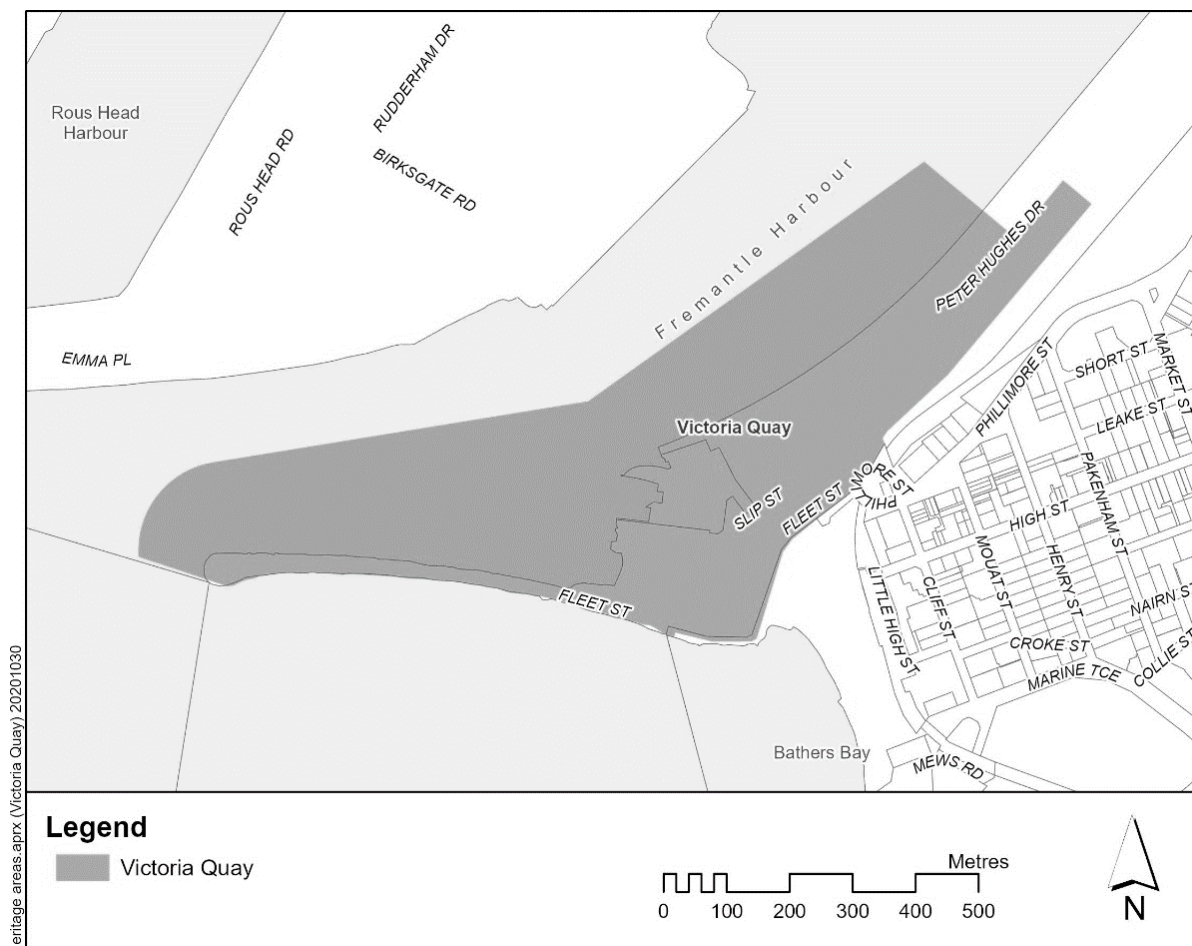 Rous Head
Harbour
RUDDERHAM DR
ROUS HEAD RD
BIRKSGATE RD
Fremantle Harbour
PETER HUGHES DR
EMMA PL
PHILLIMORE ST
SHORT ST
MARKET ST
LEAKE ST
Victoria Quay
PHILLIMORE ST
PAKENHAM ST
SLIP ST
FLEET ST
HIGH ST
MOUAT ST
HENRY ST
LITTLE HIGH ST
CLIFF ST
FLEET ST
NAIRN ST
CROKE ST
COLLIE ST
MARINE TCE
Bathers Bay
MEWS RD
eritage areas.aprx (Victoria Quay) 20201030
Legend
Victoria Quay
Metres
0 100 200 300 400 500
N